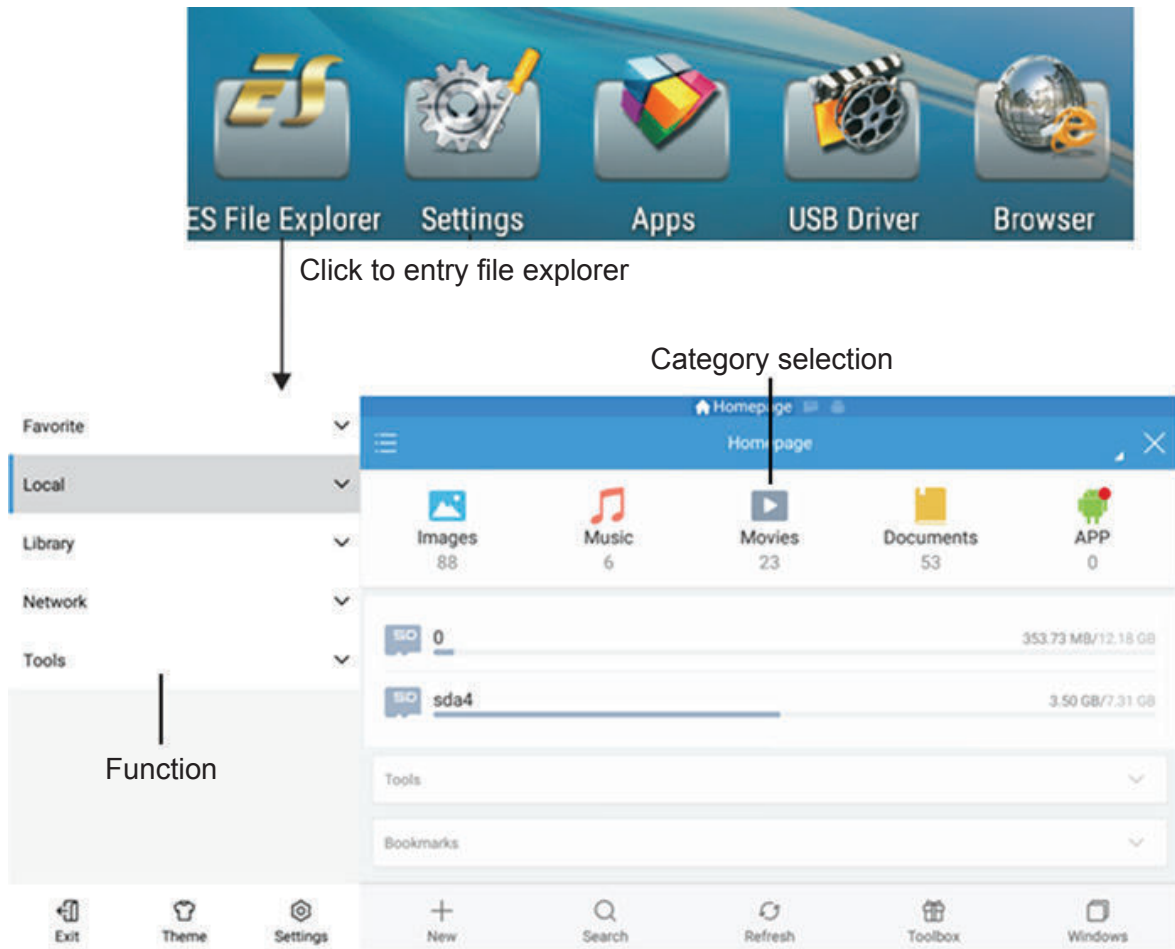 ES
ES File Explorer Settings Apps USB Driver Browser
Click to entry file explorer
Category selection
Favorite
Local
Library
Network
Tools
Function
Exit Theme Settings
Homepage
Homepage
Images Music Movies Documents APP
88 6 23 53 0
SD 0 353.73 MB/12.18 GB
SD sda4 3.50 GB/7.31 GB
Tools
Bookmarks
New Search Refresh Toolbox Windows